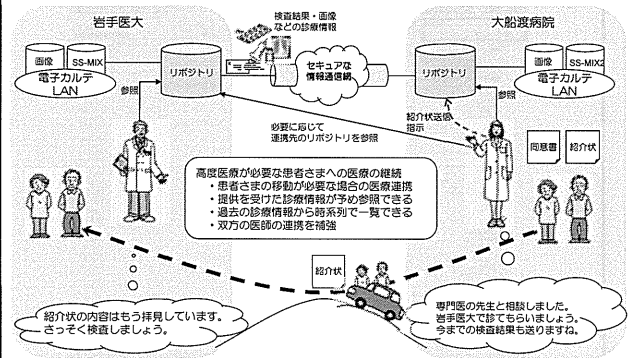 岩手医大
検査結果・画像
などの診療情報
大船渡病院
画像
SS-MIX
電子カルテ
LAN
リポジトリ
セキュアな
情報通信網
リポジトリ
画像
SS-MIX2
電子カルテ
LAN
参照
参照
紹介状送信
指示
必要に応じて
連携先のリポジトリを参照
同意書
紹介状
高度医療が必要な患者さまへの医療の継続
・患者さまの移動が必要な場合の医療連携
・提供を受けた診療情報が予め参照できる
・過去の診療情報から時系列で一覧できる
・双方の医師の連携を補強
紹介状
紹介状の内容はもう拝見しています。
さっそく検査しましょう。
専門医の先生と相談しました。
岩手医大で診てもらいましょう。
今までの検査結果も送りますね。